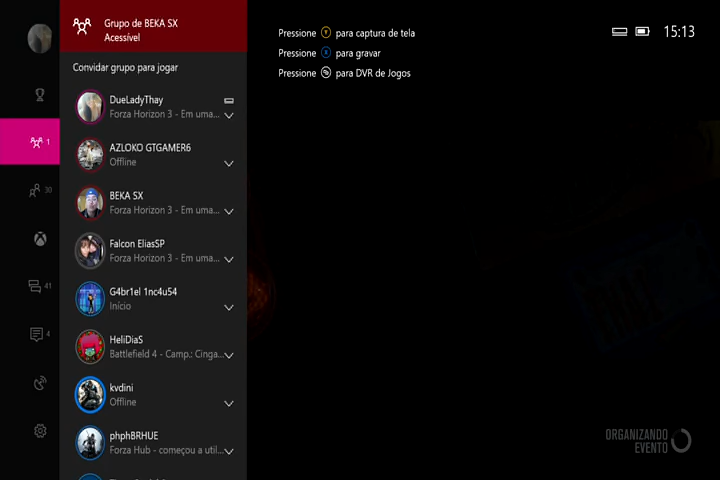 Grupo de BEKA SX
Acessível
Convidar grupo para jogar
DueLadyThay
Forza Horizon 3 - Em uma...
AZLOKO GTGAMER6
Offline
BEKA SX
Forza Horizon 3 - Em uma...
Falcon EliasSP
Forza Horizon 3 - Em uma...
G4br1el 1nc4u54
Início
HeliDiaS
Battlefield 4 - Camp.: Cinga...
kvdini
Offline
phphBRHUE
Forza Hub - começou a util...
1
30
41
4
Pressione Y para captura de tela
Pressione X para gravar
Pressione para DVR de Jogos
15:13
ORGANIZANDO
EVENTO